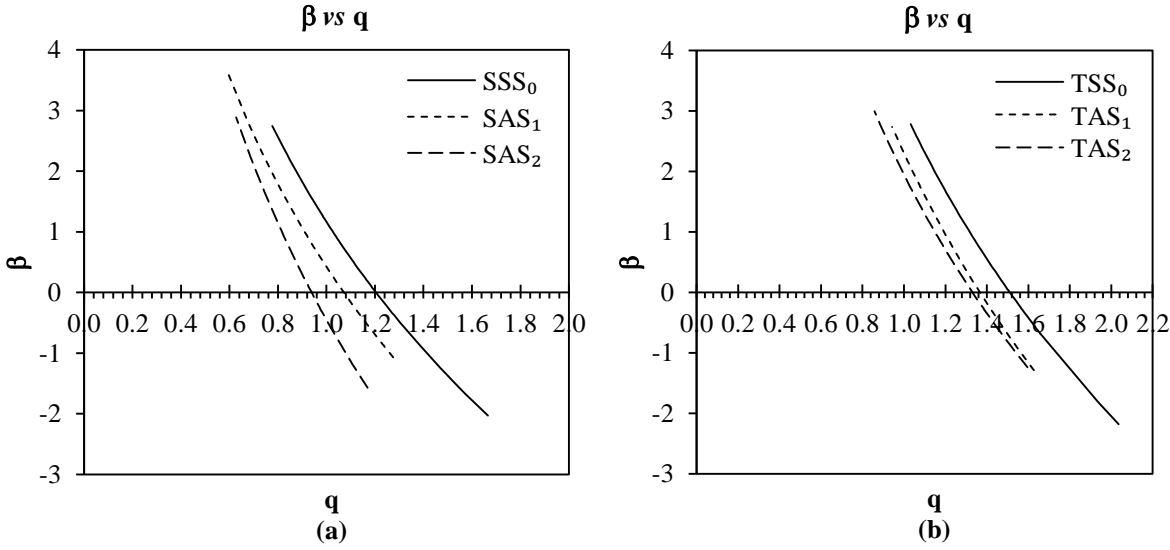 β vs q
4
3
2
1
0
-1
-2
-3
0.0 0.2 0.4 0.6 0.8 1.0 1.2 1.4 1.6 1.8 2.0
β
q
SSS₀
SAS₁
SAS₂
(a)
β vs q
4
3
2
1
0
-1
-2
-3
0.0 0.2 0.4 0.6 0.8 1.0 1.2 1.4 1.6 1.8 2.0 2.2
β
q
TSS₀
TAS₁
TAS₂
(b)